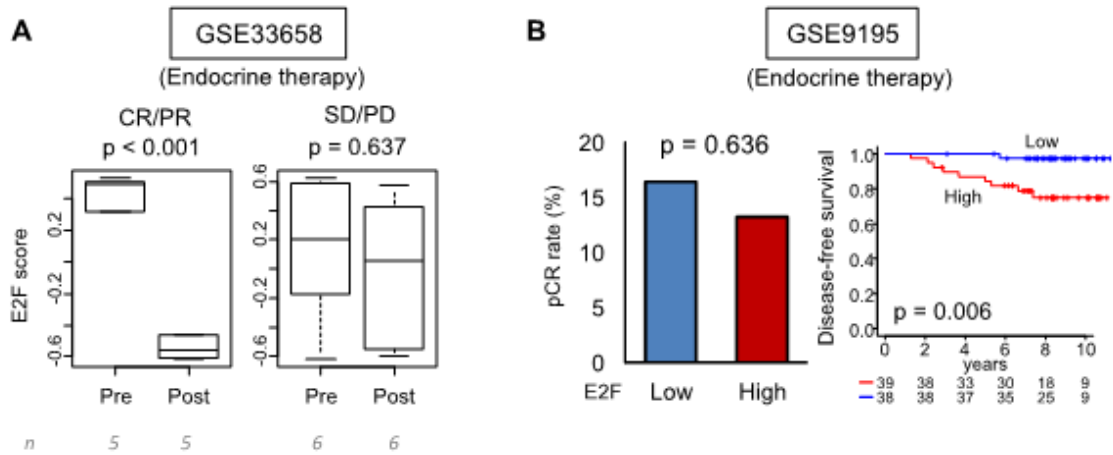 A
GSE33658
(Endocrine therapy)
CR/PR
p < 0.001
SD/PD
p = 0.637
E2F score
0.2
-0.2
-0.6
0.6
0.2
-0.2
-0.6
Pre
Post
Pre
Post
n
5
5
6
6
B
GSE9195
(Endocrine therapy)
p = 0.636
pCR rate (%)
20
15
10
5
0
E2F
Low
High
Disease-free survival
1.0
0.8
0.6
0.4
0.2
0.0
Low
High
p = 0.006
0
2
4
6
8
10
years
39 38 33 30 18 9
38 38 37 35 25 9